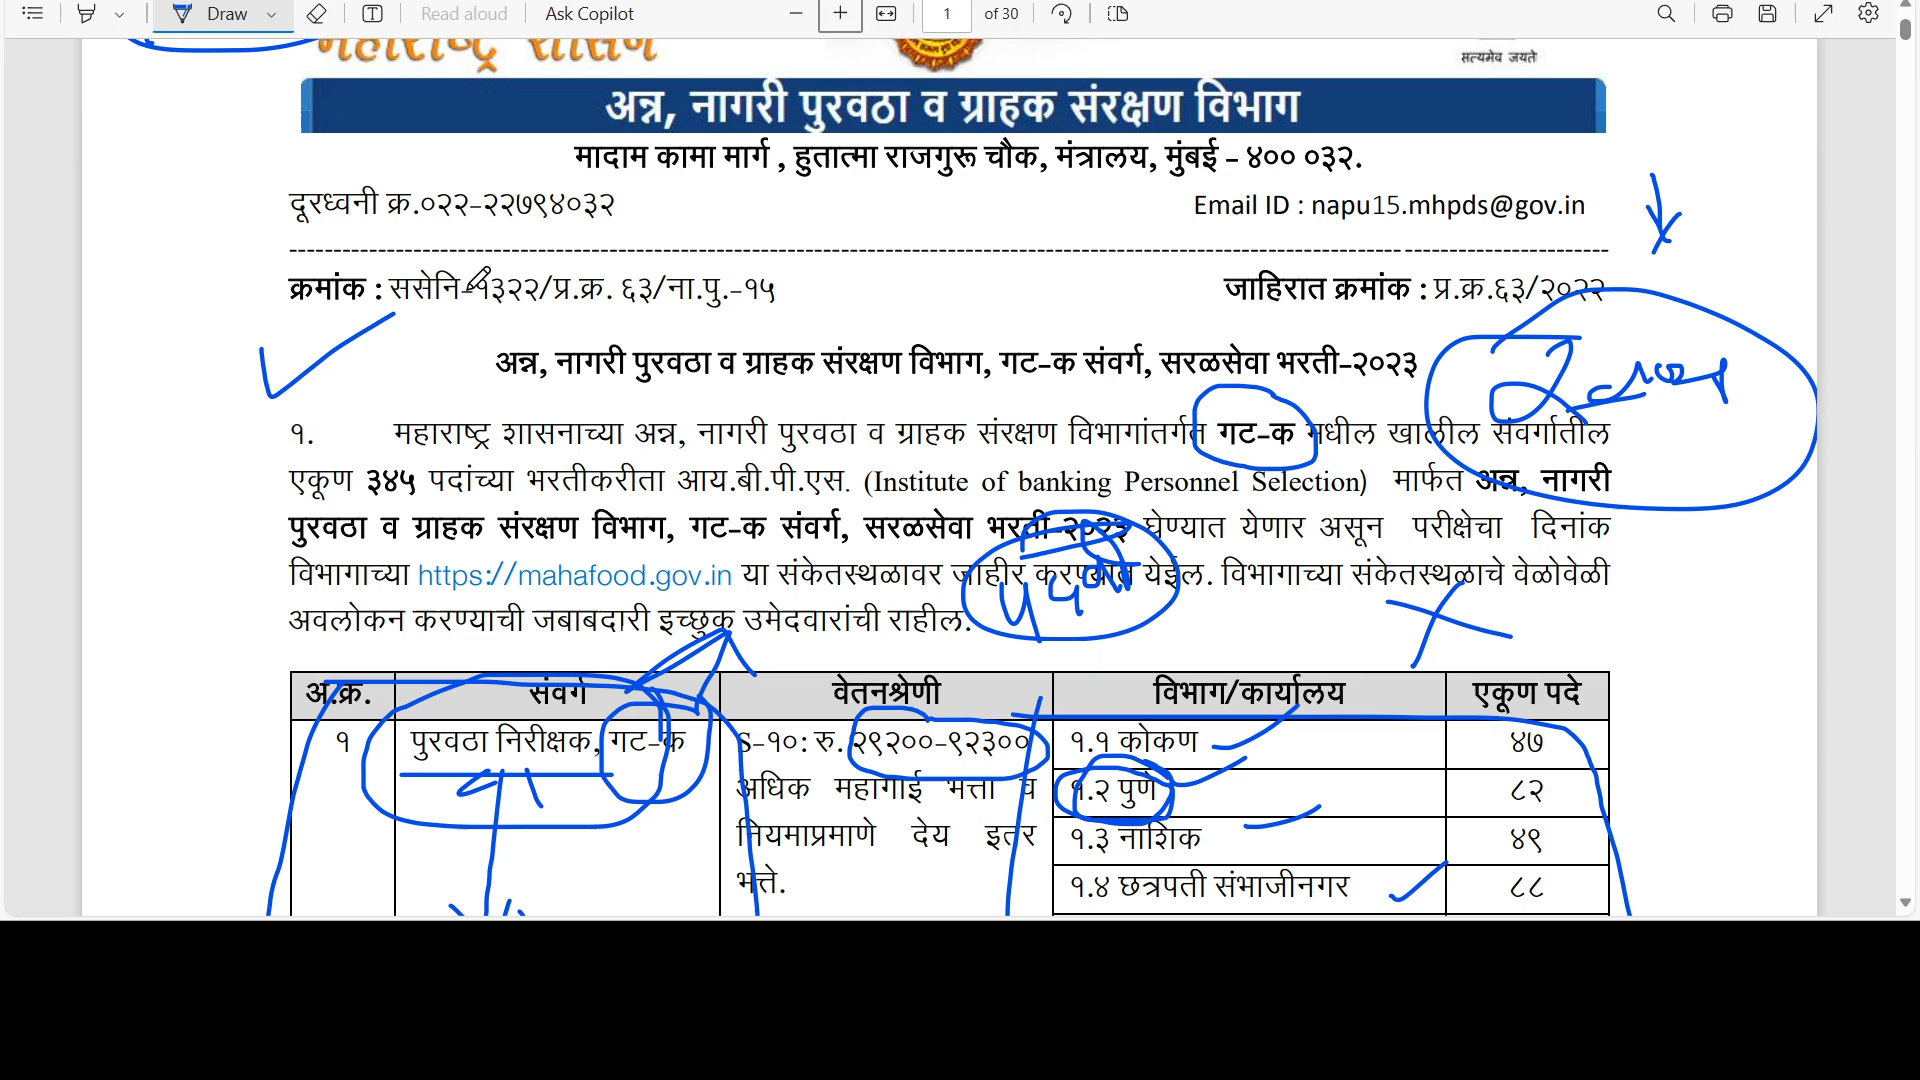 Draw
Read aloud
Ask Copilot
1
of 30
महाराष्ट्र शासन
सत्यमेव जयते
अन्न, नागरी पुरवठा व ग्राहक संरक्षण विभाग
मादाम कामा मार्ग , हुतात्मा राजगुरू चौक, मंत्रालय, मुंबई – ४०० ०३२.
दूरध्वनी क्र.०२२–२२७९४०३२ Email ID : napu15.mhpds@gov.in
क्रमांक : ससेनि-१३२२/प्र.क्र. ६३/ना.पु.–१५ जाहिरात क्रमांक : प्र.क्र.६३/२०२२
अन्न, नागरी पुरवठा व ग्राहक संरक्षण विभाग, गट–क संवर्ग, सरळसेवा भरती–२०२३
१. महाराष्ट्र शासनाच्या अन्न, नागरी पुरवठा व ग्राहक संरक्षण विभागांतर्गत गट–क मधील खालील संवर्गातील
एकूण ३४५ पदांच्या भरतीकरीता आय.बी.पी.एस. (Institute of banking Personnel Selection) मार्फत अन्न, नागरी
पुरवठा व ग्राहक संरक्षण विभाग, गट–क संवर्ग, सरळसेवा भरती–२०२३ घेण्यात येणार असून परीक्षेचा दिनांक
विभागाच्या https://mahafood.gov.in या संकेतस्थळावर जाहीर करण्यात येईल. विभागाच्या संकेतस्थळाचे वेळोवेळी
अवलोकन करण्याची जबाबदारी इच्छुक उमेदवारांची राहील.
अ.क्र. संवर्ग वेतनश्रेणी विभाग/कार्यालय एकूण पदे
१ पुरवठा निरीक्षक, गट–क S–१०: रु. २९२००–९२३०० १.१ कोकण ४७
अधिक महागाई भत्ता व १.२ पुणे ८२
नियमाप्रमाणे देय इतर १.३ नाशिक ४९
भत्ते. १.४ छत्रपती संभाजीनगर ८८